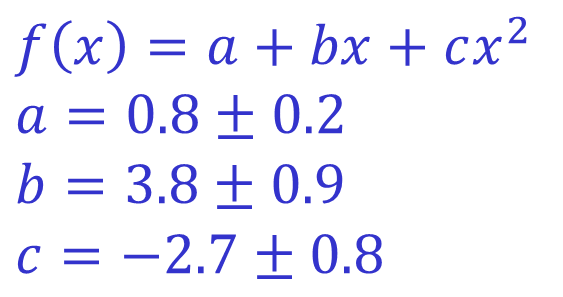 f(x) = a + bx + cx²
a = 0.8 ± 0.2
b = 3.8 ± 0.9
c = −2.7 ± 0.8